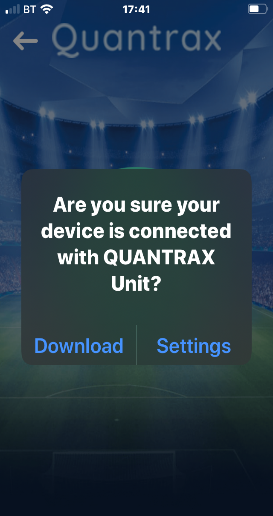 BT 17:41
Quantrax
Are you sure your
device is connected
with QUANTRAX
Unit?
Download Settings